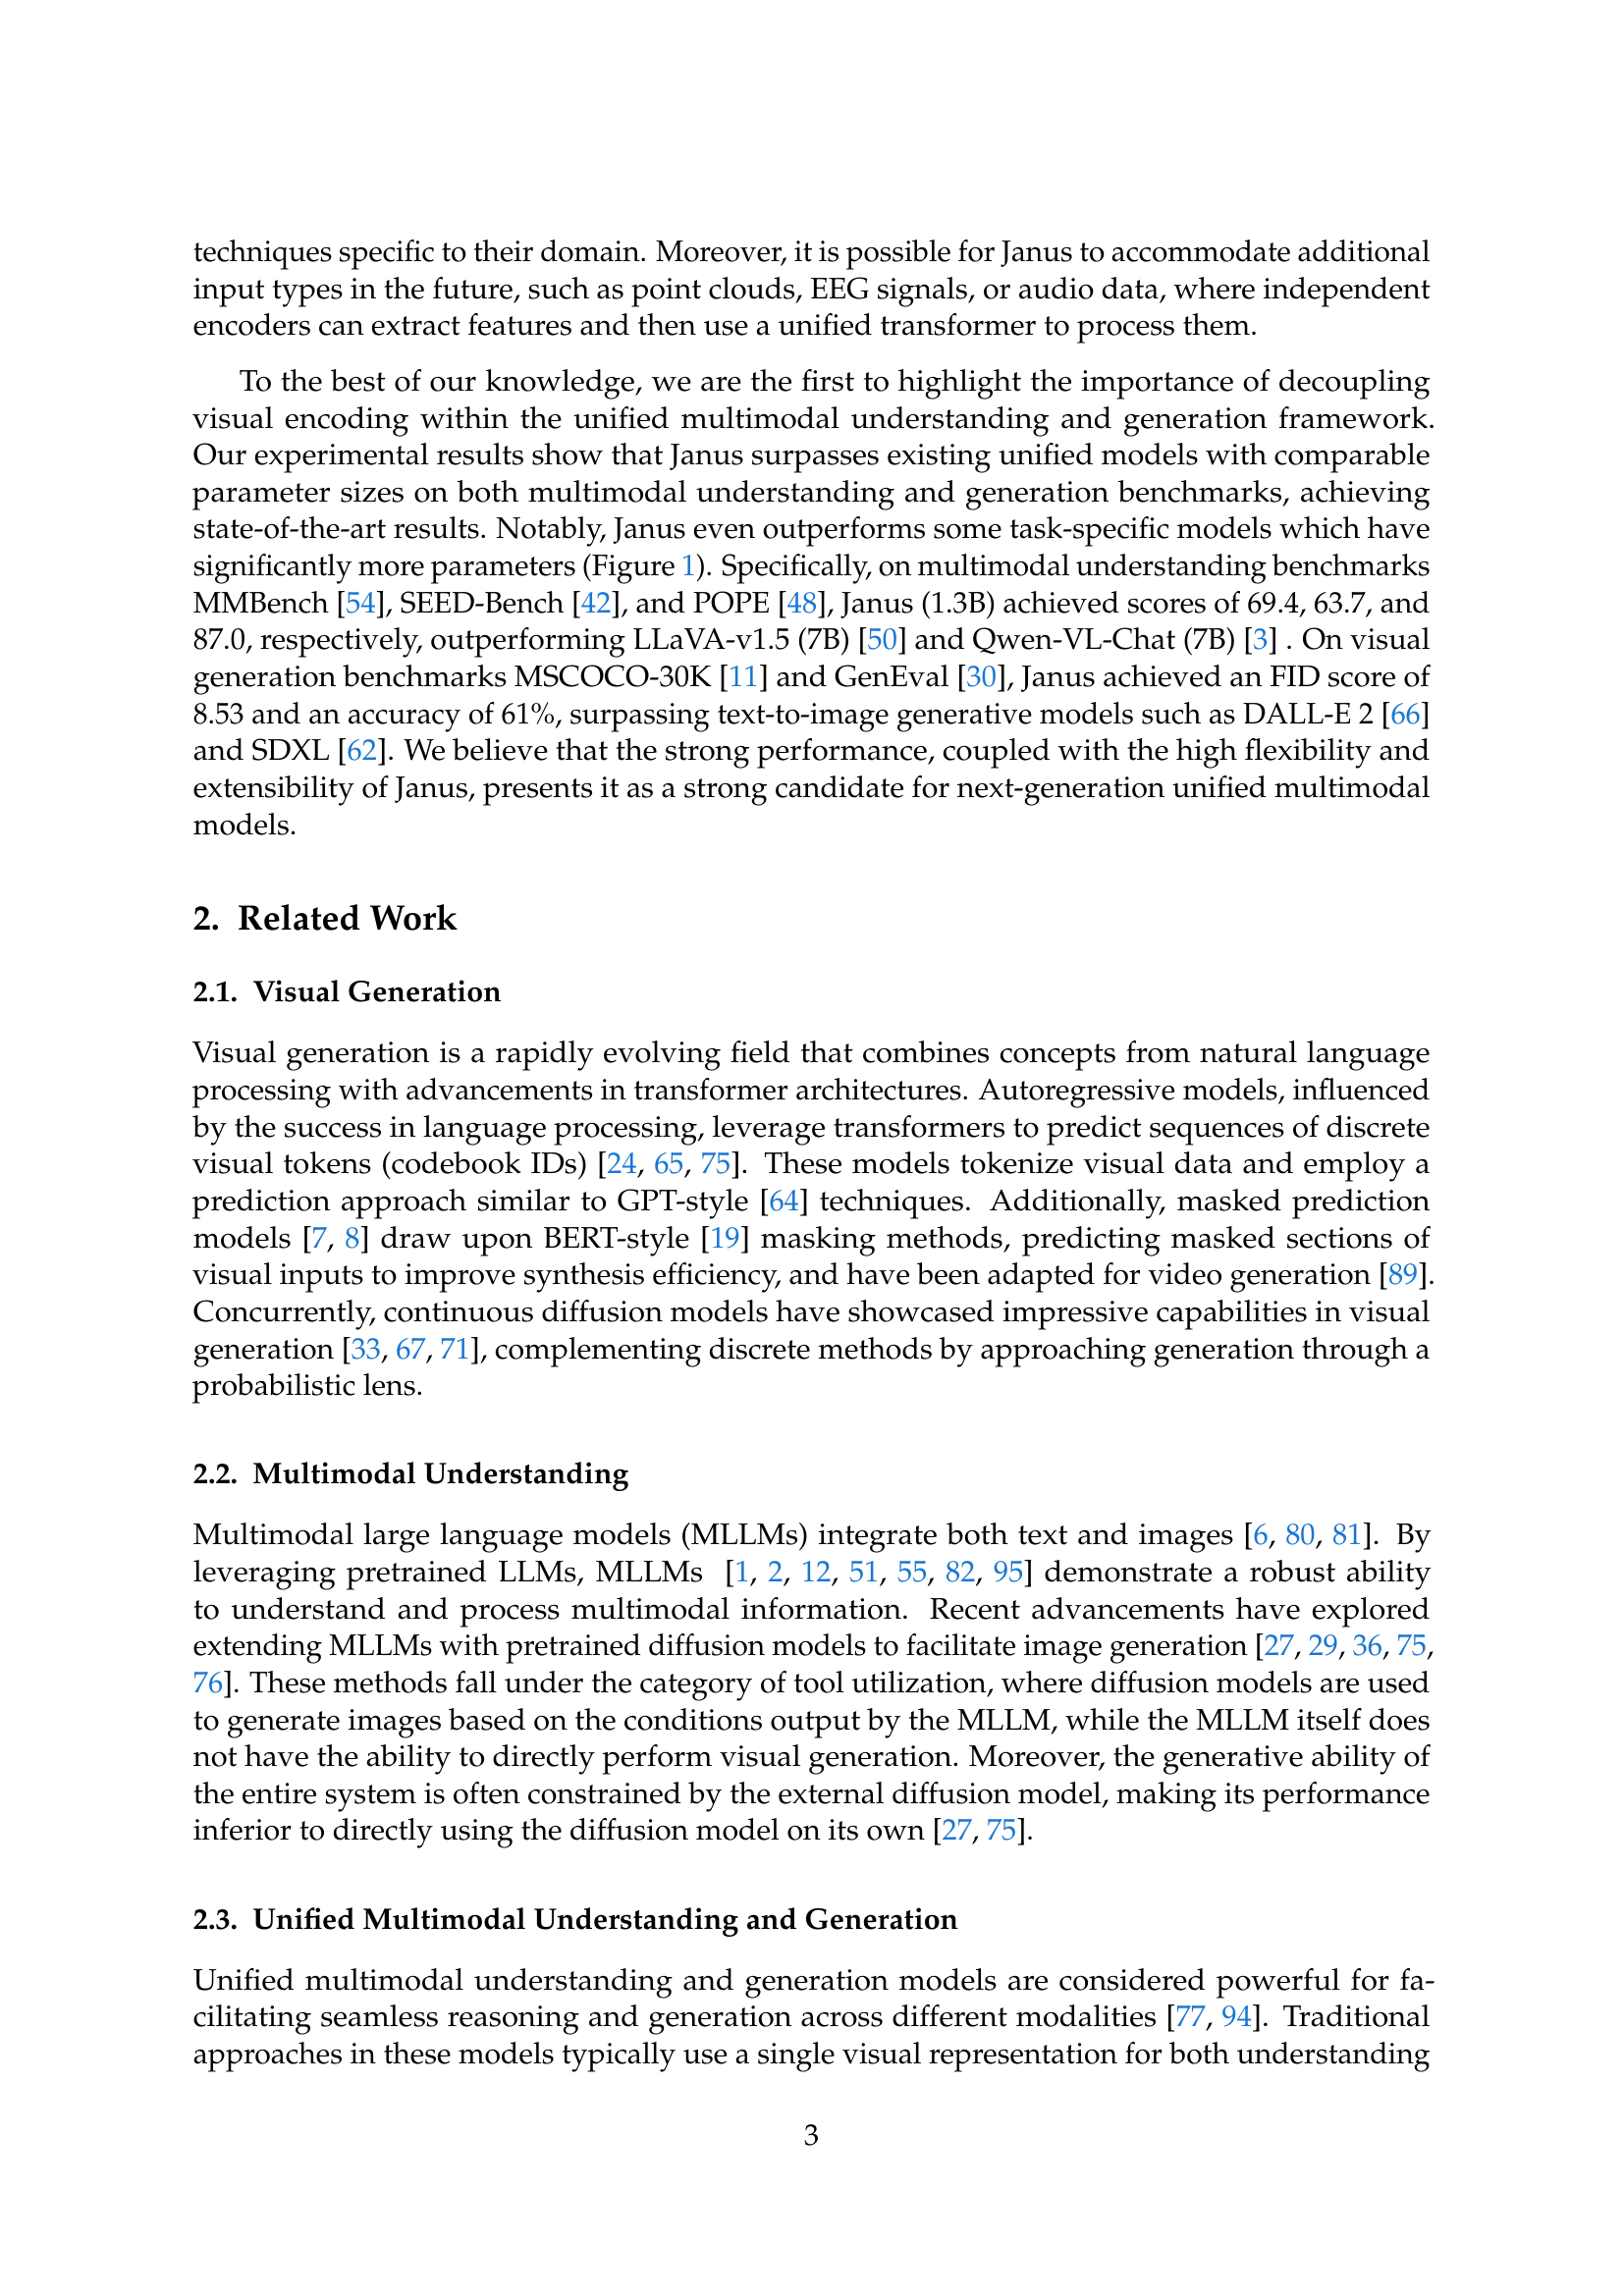 techniques specific to their domain. Moreover, it is possible for Janus to accommodate additional
input types in the future, such as point clouds, EEG signals, or audio data, where independent
encoders can extract features and then use a unified transformer to process them.
To the best of our knowledge, we are the first to highlight the importance of decoupling
visual encoding within the unified multimodal understanding and generation framework.
Our experimental results show that Janus surpasses existing unified models with comparable
parameter sizes on both multimodal understanding and generation benchmarks, achieving
state-of-the-art results. Notably, Janus even outperforms some task-specific models which have
significantly more parameters (Figure 1). Specifically, on multimodal understanding benchmarks
MMBench [54], SEED-Bench [42], and POPE [48], Janus (1.3B) achieved scores of 69.4, 63.7, and
87.0, respectively, outperforming LLaVA-v1.5 (7B) [50] and Qwen-VL-Chat (7B) [3] . On visual
generation benchmarks MSCOCO-30K [11] and GenEval [30], Janus achieved an FID score of
8.53 and an accuracy of 61%, surpassing text-to-image generative models such as DALL-E 2 [66]
and SDXL [62]. We believe that the strong performance, coupled with the high flexibility and
extensibility of Janus, presents it as a strong candidate for next-generation unified multimodal
models.
2. Related Work
2.1. Visual Generation
Visual generation is a rapidly evolving field that combines concepts from natural language
processing with advancements in transformer architectures. Autoregressive models, influenced
by the success in language processing, leverage transformers to predict sequences of discrete
visual tokens (codebook IDs) [24, 65, 75]. These models tokenize visual data and employ a
prediction approach similar to GPT-style [64] techniques. Additionally, masked prediction
models [7, 8] draw upon BERT-style [19] masking methods, predicting masked sections of
visual inputs to improve synthesis efficiency, and have been adapted for video generation [89].
Concurrently, continuous diffusion models have showcased impressive capabilities in visual
generation [33, 67, 71], complementing discrete methods by approaching generation through a
probabilistic lens.
2.2. Multimodal Understanding
Multimodal large language models (MLLMs) integrate both text and images [6, 80, 81]. By
leveraging pretrained LLMs, MLLMs [1, 2, 12, 51, 55, 82, 95] demonstrate a robust ability
to understand and process multimodal information. Recent advancements have explored
extending MLLMs with pretrained diffusion models to facilitate image generation [27, 29, 36, 75,
76]. These methods fall under the category of tool utilization, where diffusion models are used
to generate images based on the conditions output by the MLLM, while the MLLM itself does
not have the ability to directly perform visual generation. Moreover, the generative ability of
the entire system is often constrained by the external diffusion model, making its performance
inferior to directly using the diffusion model on its own [27, 75].
2.3. Unified Multimodal Understanding and Generation
Unified multimodal understanding and generation models are considered powerful for fa-
cilitating seamless reasoning and generation across different modalities [77, 94]. Traditional
approaches in these models typically use a single visual representation for both understanding
3